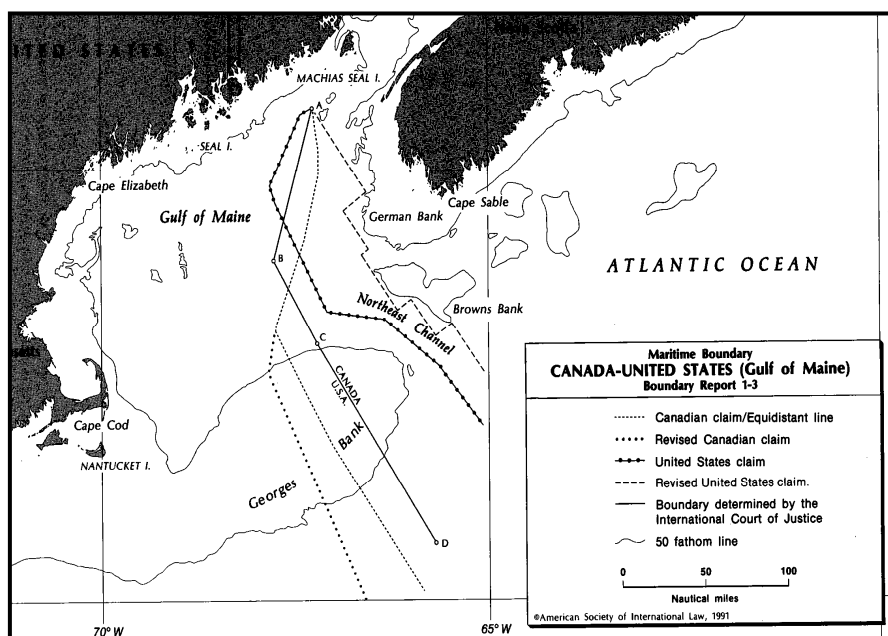 MACHIAS SEAL I.
A
SEAL I.
Cape Elizabeth
Gulf of Maine
German Bank
Cape Sable
B
ATLANTIC OCEAN
Northeast
Channel
Browns Bank
C
CANADA
U.S.A.
Cape Cod
NANTUCKET I.
Georges
Bank
D
70° W
65° W
Maritime Boundary
CANADA-UNITED STATES (Gulf of Maine)
Boundary Report 1-3
Canadian claim/Equidistant line
Revised Canadian claim
United States claim
Revised United States claim.
Boundary determined by the
International Court of Justice
50 fathom line
0 50 100
Nautical miles
©American Society of International Law, 1991